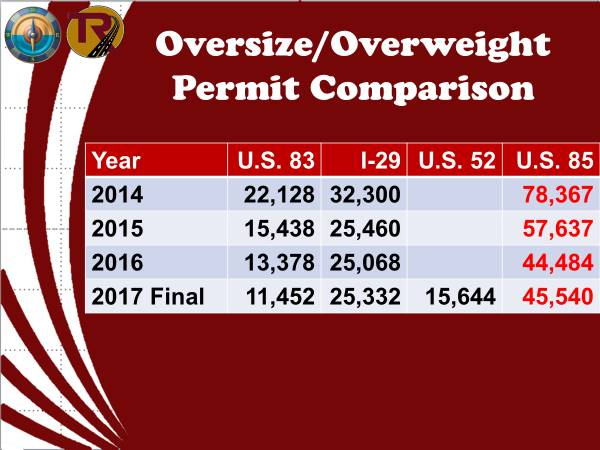 TR
Oversize/Overweight
Permit Comparison
Year U.S. 83 I-29 U.S. 52 U.S. 85
2014 22,128 32,300 78,367
2015 15,438 25,460 57,637
2016 13,378 25,068 44,484
2017 Final 11,452 25,332 15,644 45,540